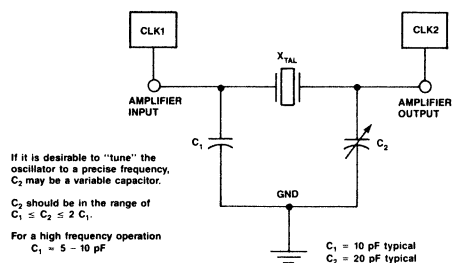 CLK1
CLK2
X_TAL
AMPLIFIER
INPUT
AMPLIFIER
OUTPUT
C₁
C₂
If it is desirable to "tune" the
oscillator to a precise frequency,
C₂ may be a variable capacitor.
C₂ should be in the range of
C₁ ≤ C₂ ≤ 2 C₁.
For a high frequency operation
C₁ ≈ 5 – 10 pF
GND
C₁ = 10 pF typical
C₂ = 20 pF typical